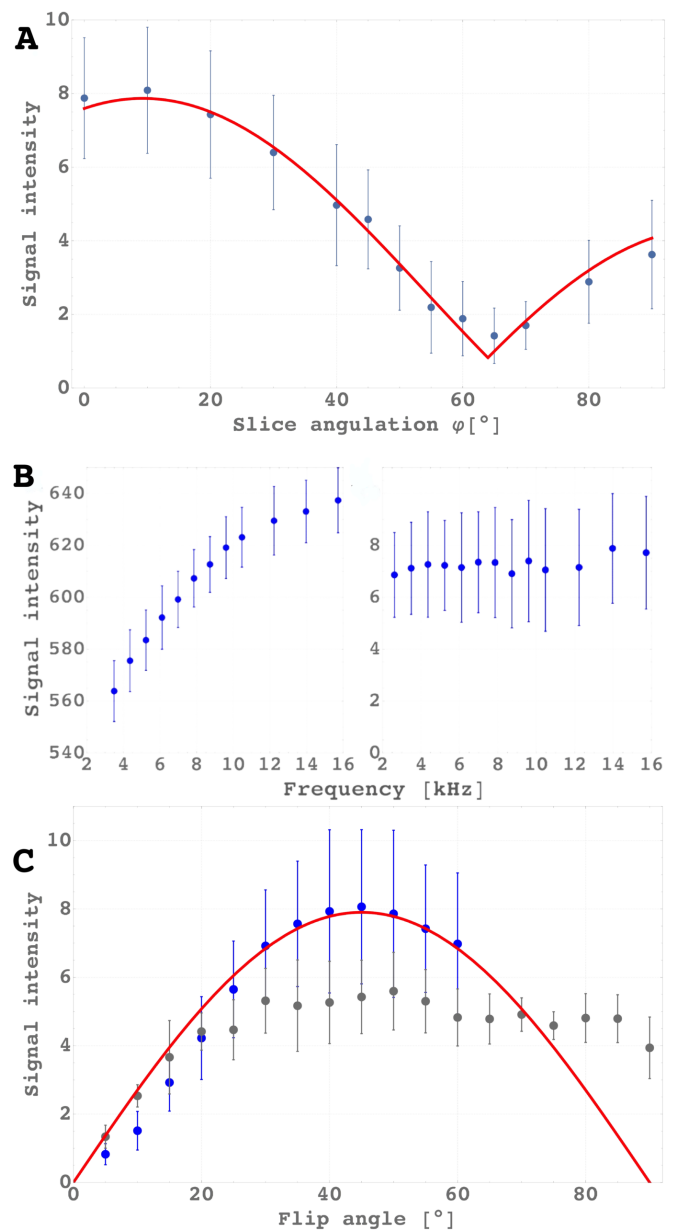 A
Signal intensity
10
8
6
4
2
0
0 20 40 60 80
Slice angulation φ[°]
B
Signal intensity
640
620
600
580
560
540
2 4 6 8 10 12 14 16
8
6
4
2
0
2 4 6 8 10 12 14 16
Frequency [kHz]
C
Signal intensity
10
8
6
4
2
0
0 20 40 60 80
Flip angle [°]